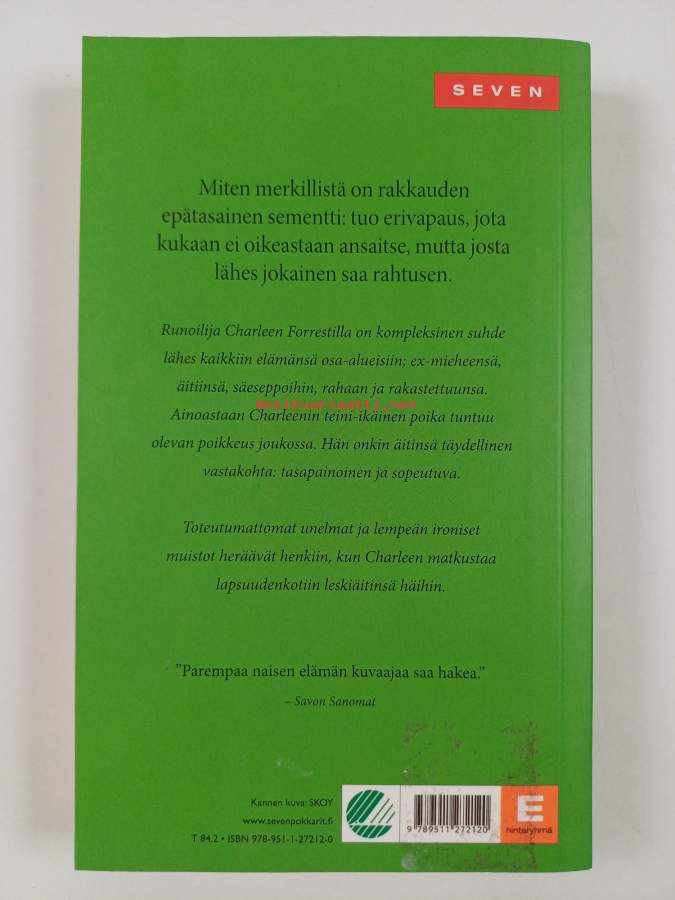 SEVEN
Miten merkillistä on rakkauden
epätasainen sementti: tuo erivapaus, jota
kukaan ei oikeastaan ansaitse, mutta josta
lähes jokainen saa rahtusen.
Runoilija Charleen Forrestilla on kompleksinen suhde
lähes kaikkiin elämänsä osa-alueisiin; ex-mieheensä,
äitiinsä, säeseppoihin, rahaan ja rakastettuunsa.
Antikvariaatti.net
Ainoastaan Charleenin teini-ikäinen poika tuntuu
olevan poikkeus joukossa. Hän onkin äitinsä täydellinen
vastakohta: tasapainoinen ja sopeutuva.
Toteutumattomat unelmat ja lempeän ironiset
muistot heräävät henkiin, kun Charleen matkustaa
lapsuudenkotiin leskiäitinsä häihin.
”Parempaa naisen elämän kuvaajaa saa hakea.”
– Savon Sanomat
Kannen kuva: SKOY
www.sevenpokkarit.fi
T 84.2 • ISBN 978-951-1-27212-0
9 789511 272120
E
hintaryhmä